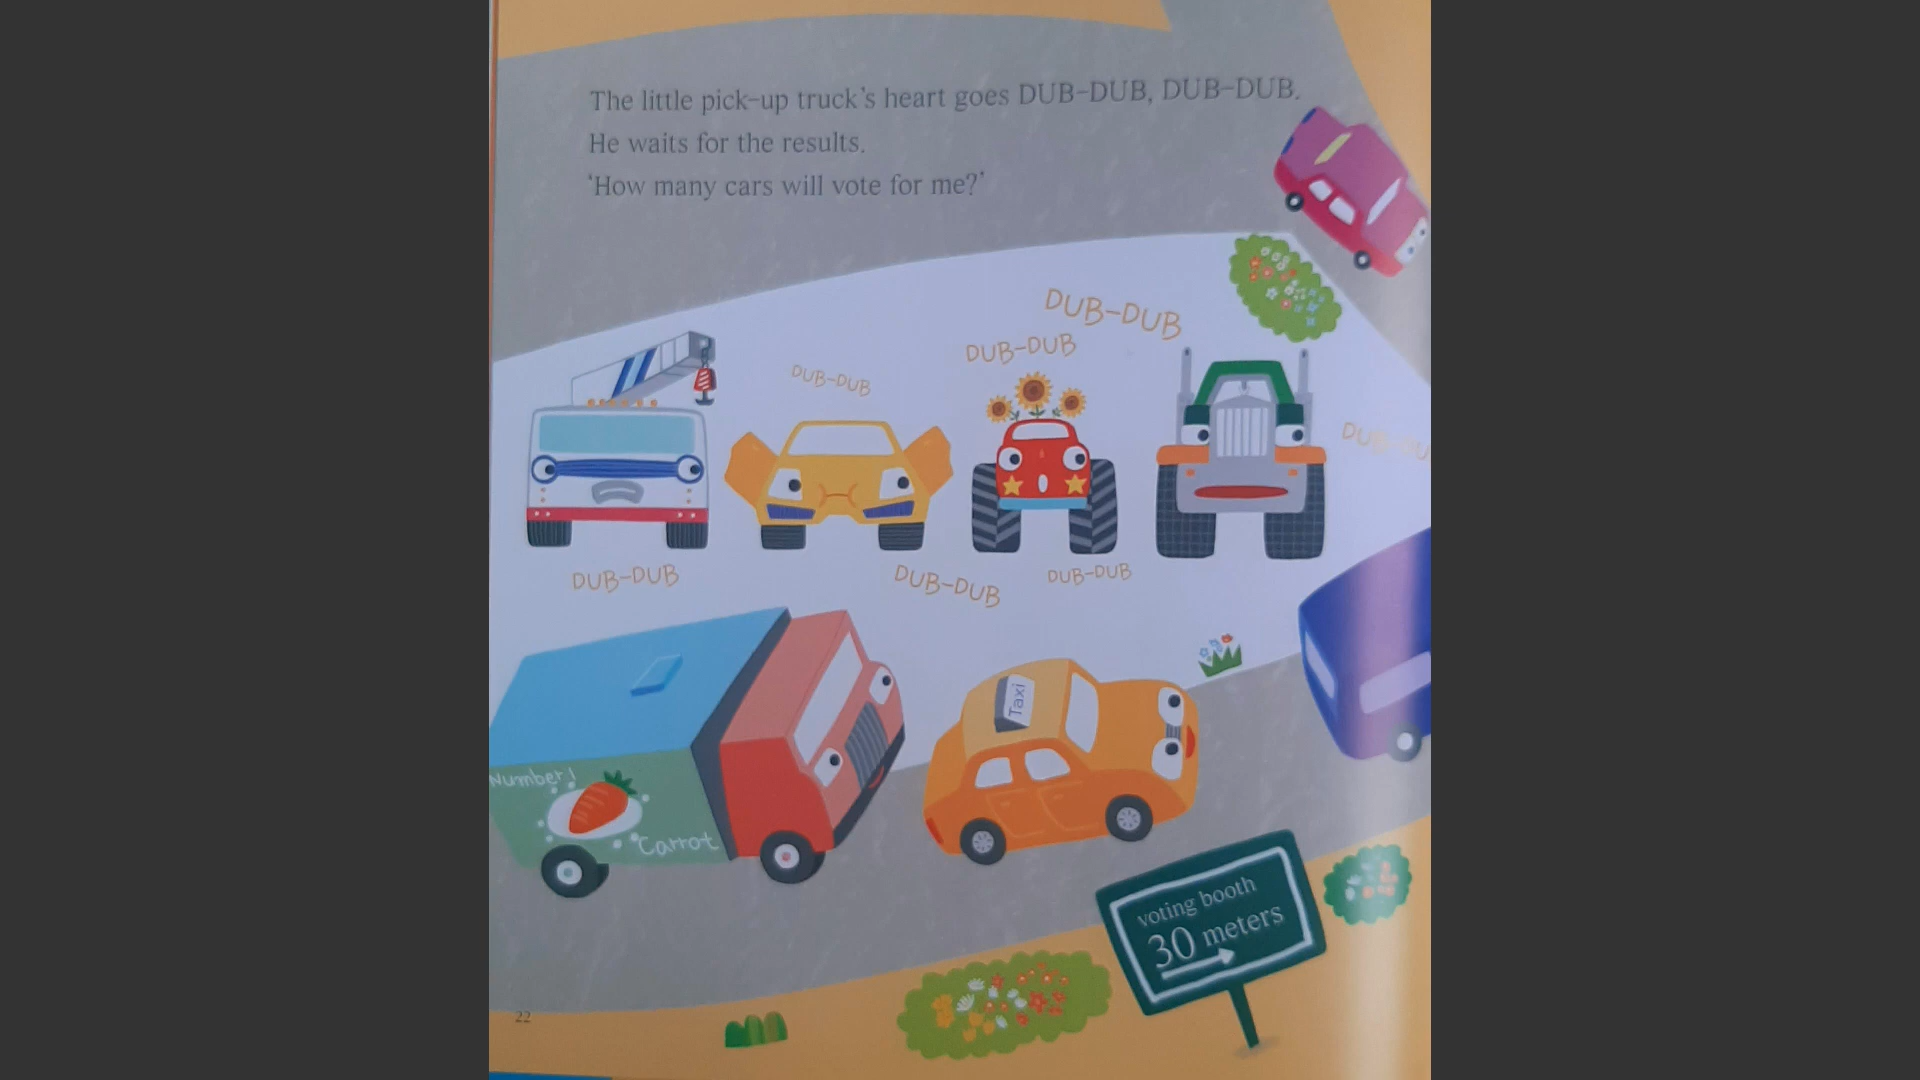 The little pick-up truck's heart goes DUB-DUB, DUB-DUB.
He waits for the results.
'How many cars will vote for me?'
DUB-DUB
DUB-DUB
DUB-DUB
DUB-DU
DUB-DUB
DUB-DUB
DUB-DUB
Taxi
Number 1
Carrot
voting booth
30 meters
22